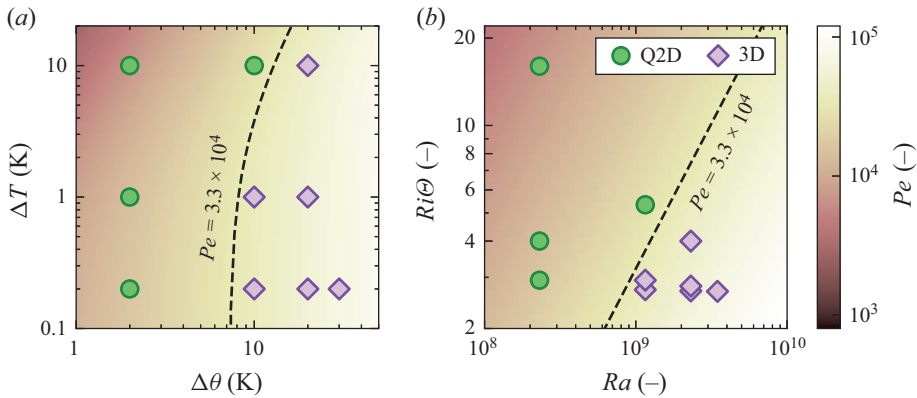 (a)
10
1
0.1
ΔT (K)
Pe = 3.3 × 10⁴
1
10
Δθ (K)
(b)
Q2D
3D
20
10
6
4
2
RiΘ (–)
Pe = 3.3 × 10⁴
10⁸
10⁹
10¹⁰
Ra (–)
10⁵
10⁴
10³
Pe (–)